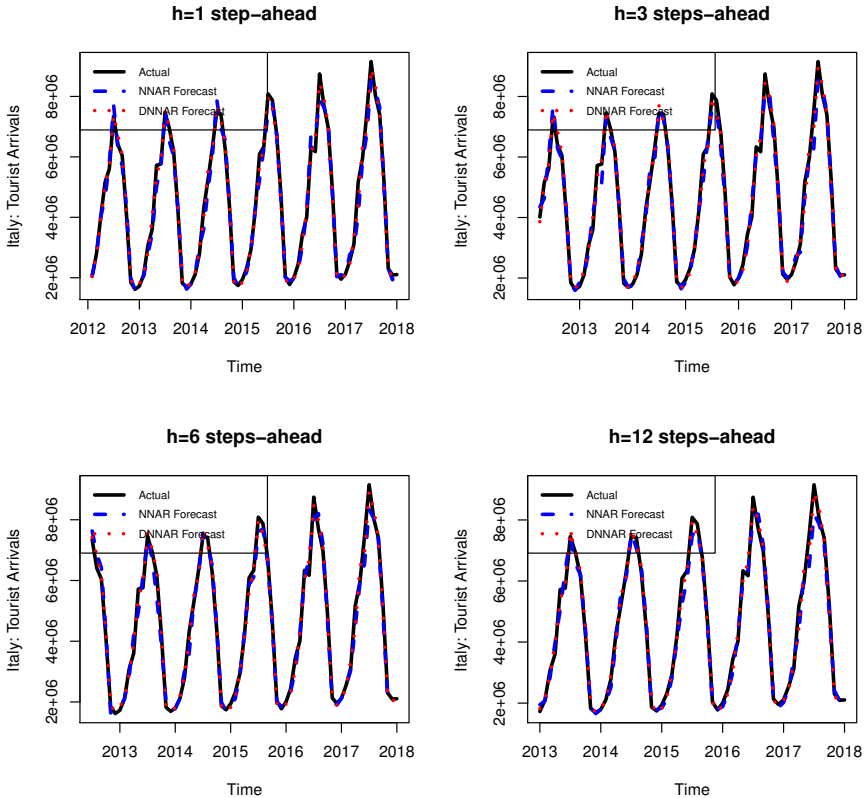 h=1 step−ahead
Italy: Tourist Arrivals
8e+06
6e+06
4e+06
2e+06
Actual
NNAR Forecast
DNNAR Forecast
2012 2013 2014 2015 2016 2017 2018
Time
h=3 steps−ahead
Italy: Tourist Arrivals
8e+06
6e+06
4e+06
2e+06
Actual
NNAR Forecast
DNNAR Forecast
2013 2014 2015 2016 2017 2018
Time
h=6 steps−ahead
Italy: Tourist Arrivals
8e+06
6e+06
4e+06
2e+06
Actual
NNAR Forecast
DNNAR Forecast
2013 2014 2015 2016 2017 2018
Time
h=12 steps−ahead
Italy: Tourist Arrivals
8e+06
6e+06
4e+06
2e+06
Actual
NNAR Forecast
DNNAR Forecast
2013 2014 2015 2016 2017 2018
Time